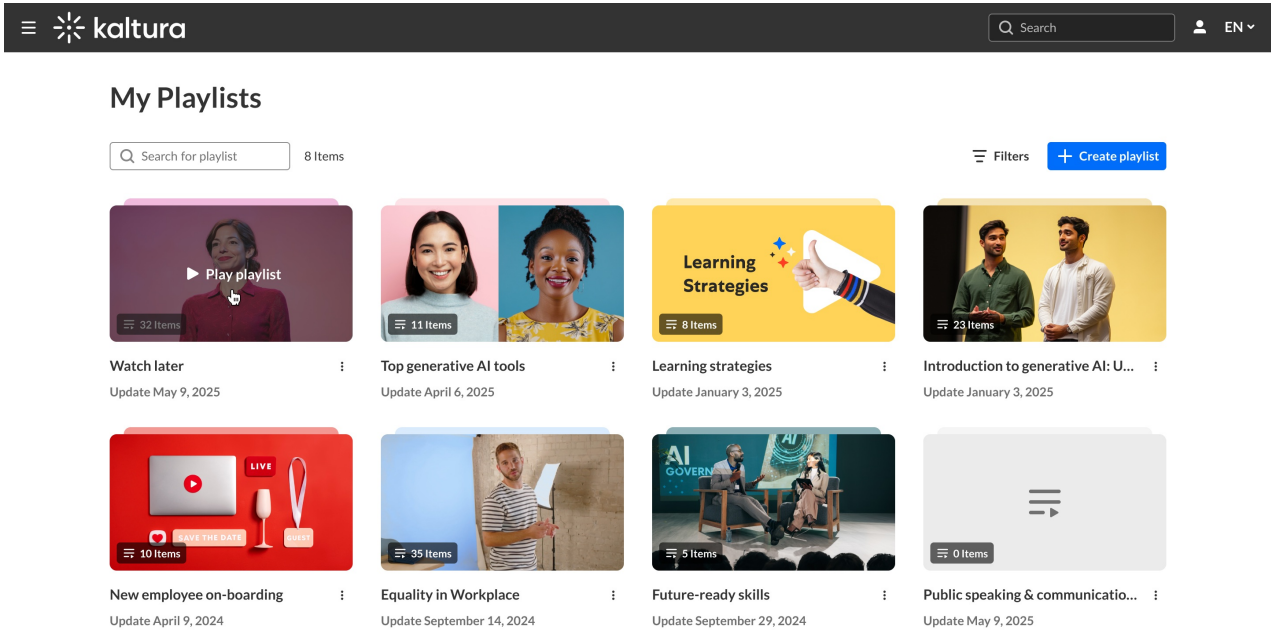 kaltura
Search
EN
My Playlists
Search for playlist
8 Items
Filters
Create playlist
Play playlist
32 Items
11 Items
Learning
Strategies
8 Items
23 Items
Watch later
Update May 9, 2025
Top generative AI tools
Update April 6, 2025
Learning strategies
Update January 3, 2025
Introduction to generative AI: U...
Update January 3, 2025
LIVE
SAVE THE DATE
GUEST
10 Items
35 Items
AI
GOVERN
AI
5 Items
0 Items
New employee on-boarding
Update April 9, 2024
Equality in Workplace
Update September 14, 2024
Future-ready skills
Update September 29, 2024
Public speaking & communicatio...
Update May 9, 2025